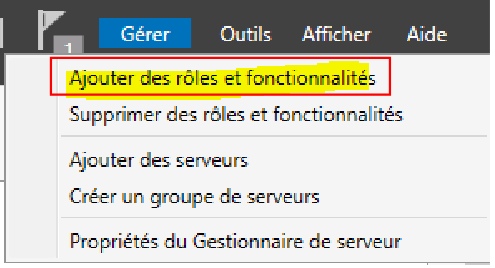 1 Gérer Outils Afficher Aide
Ajouter des rôles et fonctionnalités
Supprimer des rôles et fonctionnalités
Ajouter des serveurs
Créer un groupe de serveurs
Propriétés du Gestionnaire de serveur